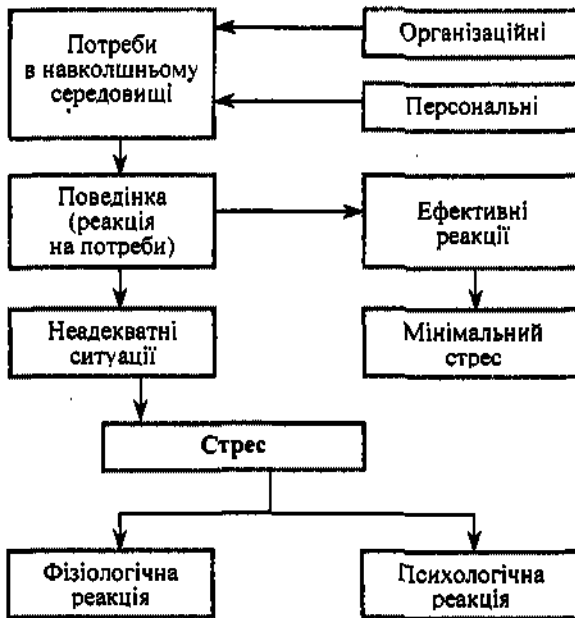 Потреби
в навколшньому
середовищі
Організаційні
Персональні
Поведінка
(реакція
на потреби)
Ефективні
реакції
Неадекватні
ситуації
Мінімальний
стрес
Стрес
Фізіологічна
реакція
Психологічна
реакція